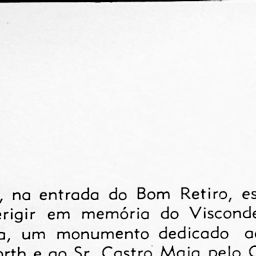 , na entrada do Bom Retiro, es
erigir em memória do Visconde
a, um monumento dedicado a
orth e ao Sr. Castro Maia pelo